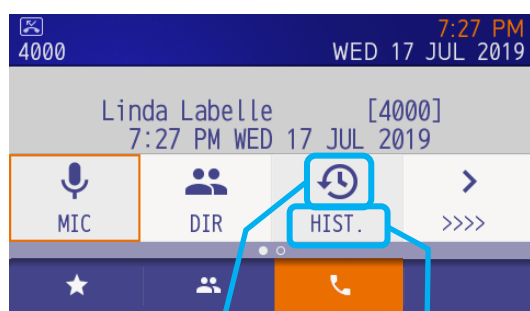 7:27 PM
4000 WED 17 JUL 2019
Linda Labelle [4000]
7:27 PM WED 17 JUL 2019
MIC DIR HIST. >>>>